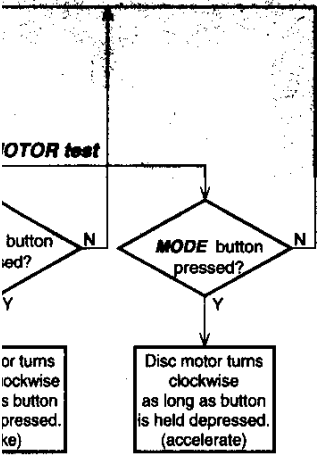 OTOR test
button
sed?
N
MODE button
pressed?
N
Y
Y
or turns
ockwise
s button
pressed.
ke)
Disc motor turns
clockwise
as long as button
is held depressed.
(accelerate)